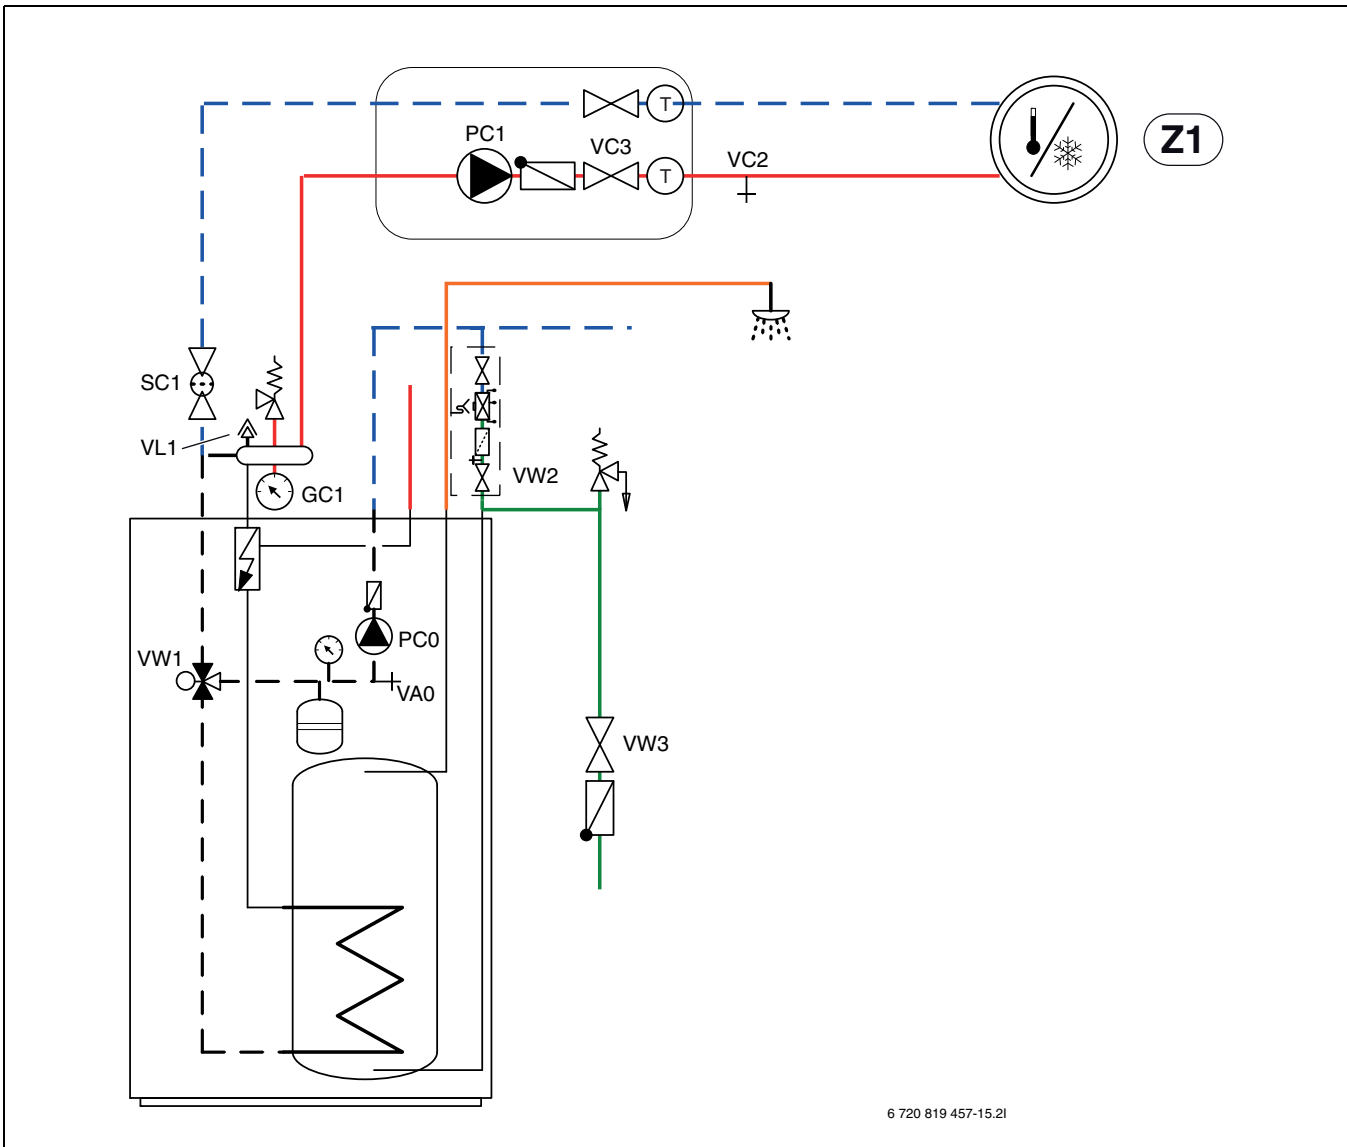 T
PC1
VC3
VC2
T
Z1
SC1
VL1
GC1
VW2
PC0
VW1
VA0
VW3
6 720 819 457-15.2I